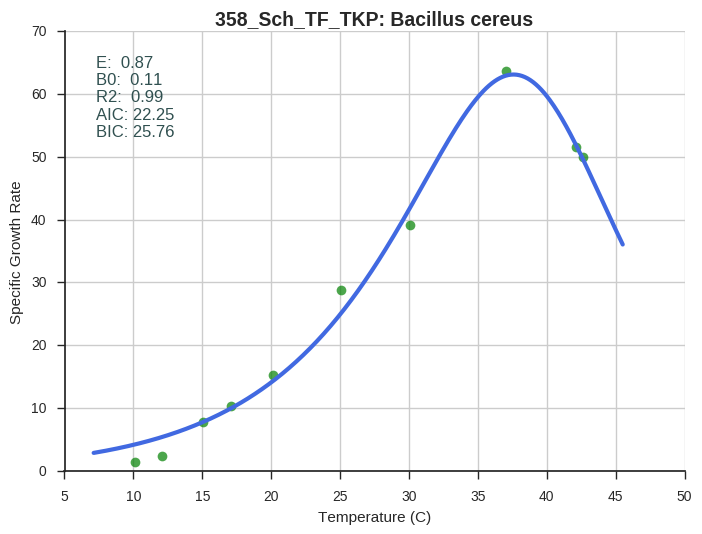 358_Sch_TF_TKP: Bacillus cereus
70
60
50
40
30
20
10
0
E: 0.87
B0: 0.11
R2: 0.99
AIC: 22.25
BIC: 25.76
Specific Growth Rate
5 10 15 20 25 30 35 40 45 50
Temperature (C)